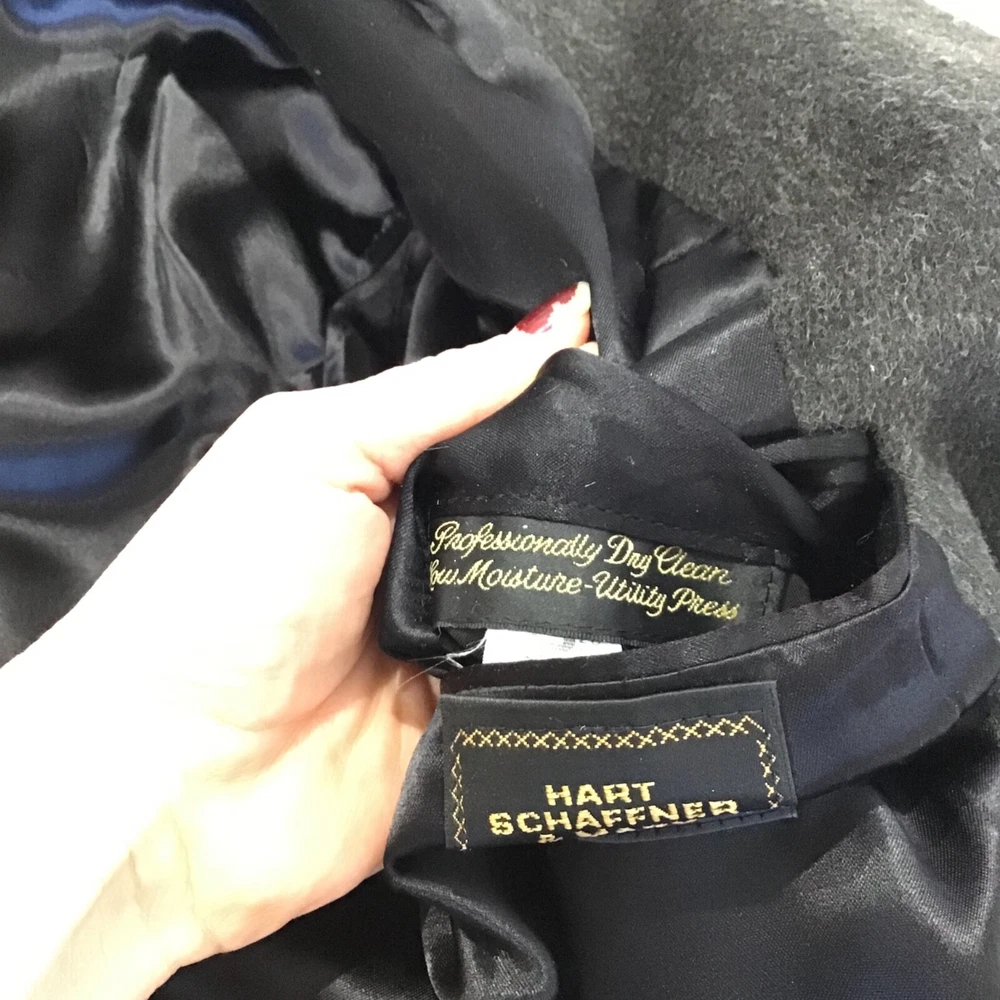 Professionally Dry Clean
Low Moisture-Utility Press
HART
SCHAFFNER
&